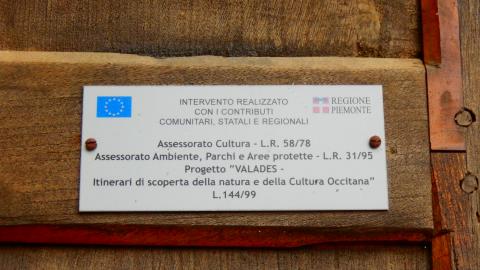 INTERVENTO REALIZZATO
CON I CONTRIBUTI
COMUNITARI, STATALI E REGIONALI
REGIONE
PIEMONTE
Assessorato Cultura - L.R. 58/78
Assessorato Ambiente, Parchi e Aree protette - L.R. 31/95
Progetto "VALADES -
Itinerari di scoperta della natura e della Cultura Occitana"
L.144/99